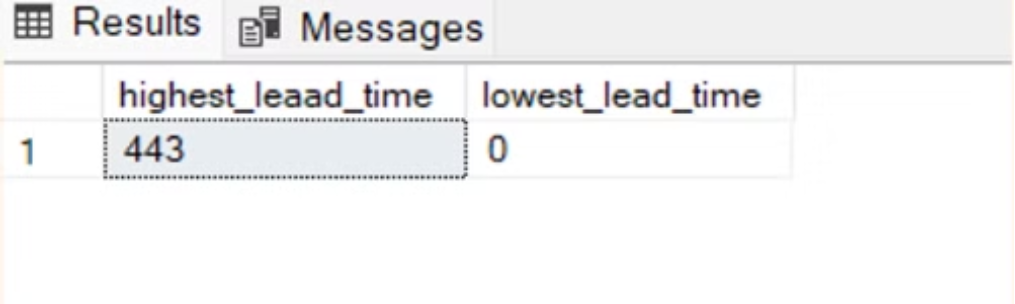 Results Messages
highest_leaad_time lowest_lead_time
1 443 0